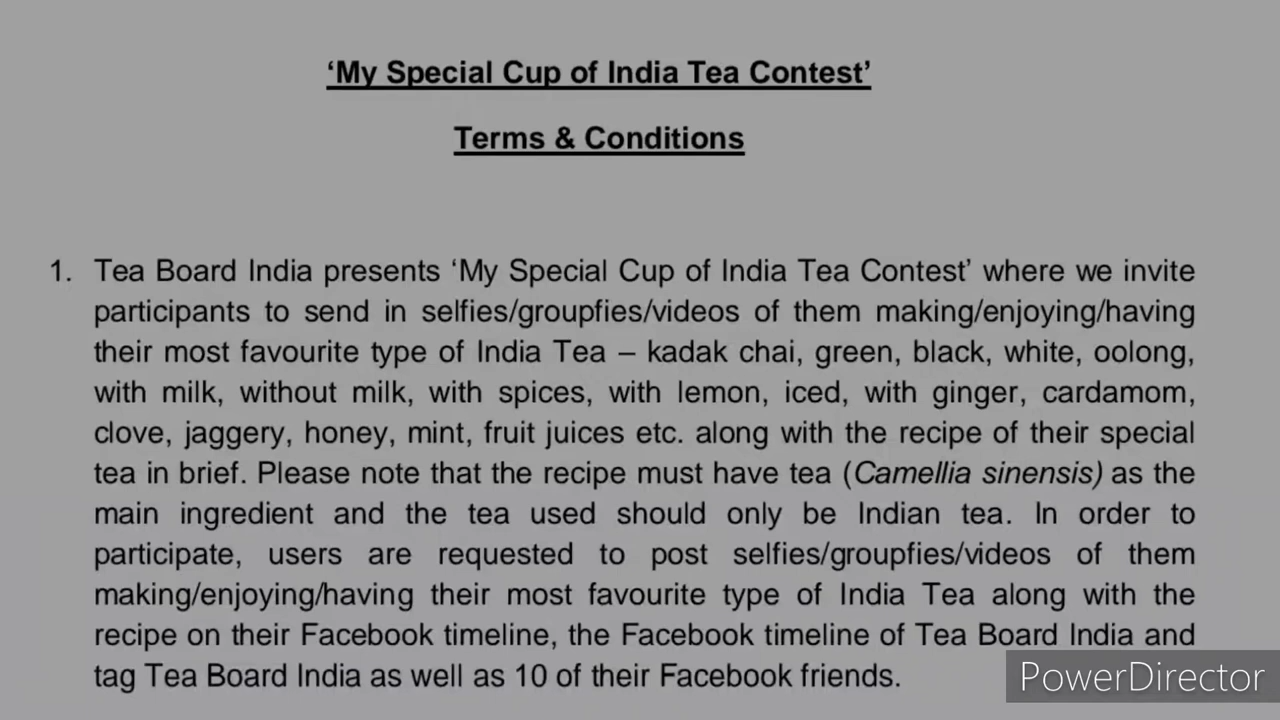 ‘My Special Cup of India Tea Contest’
Terms & Conditions
1. Tea Board India presents ‘My Special Cup of India Tea Contest’ where we invite
participants to send in selfies/groupfies/videos of them making/enjoying/having
their most favourite type of India Tea – kadak chai, green, black, white, oolong,
with milk, without milk, with spices, with lemon, iced, with ginger, cardamom,
clove, jaggery, honey, mint, fruit juices etc. along with the recipe of their special
tea in brief. Please note that the recipe must have tea (Camellia sinensis) as the
main ingredient and the tea used should only be Indian tea. In order to
participate, users are requested to post selfies/groupfies/videos of them
making/enjoying/having their most favourite type of India Tea along with the
recipe on their Facebook timeline, the Facebook timeline of Tea Board India and
tag Tea Board India as well as 10 of their Facebook friends.
PowerDirector